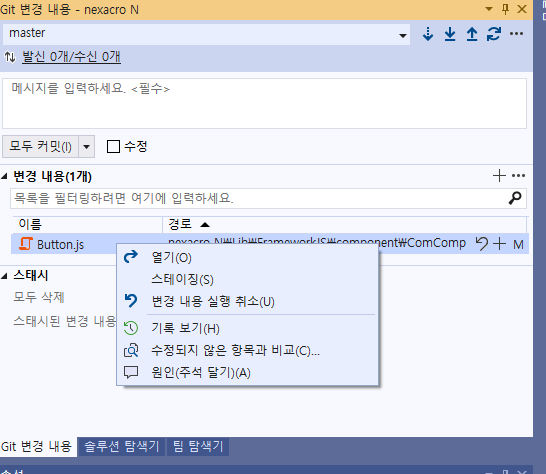 Git 변경 내용 - nexacro N
master
발신 0개/수신 0개
메시지를 입력하세요. <필수>
모두 커밋(I) 수정
변경 내용(1개)
목록을 필터링하려면 여기에 입력하세요.
이름 경로
Button.js nexacro N₩Lib₩FrameworkJS₩component₩ComComp M
열기(O)
스테이징(S)
변경 내용 실행 취소(U)
기록 보기(H)
수정되지 않은 항목과 비교(C)...
원인(주석 달기)(A)
스태시
모두 삭제
스태시된 변경 내용
Git 변경 내용 솔루션 탐색기 팀 탐색기